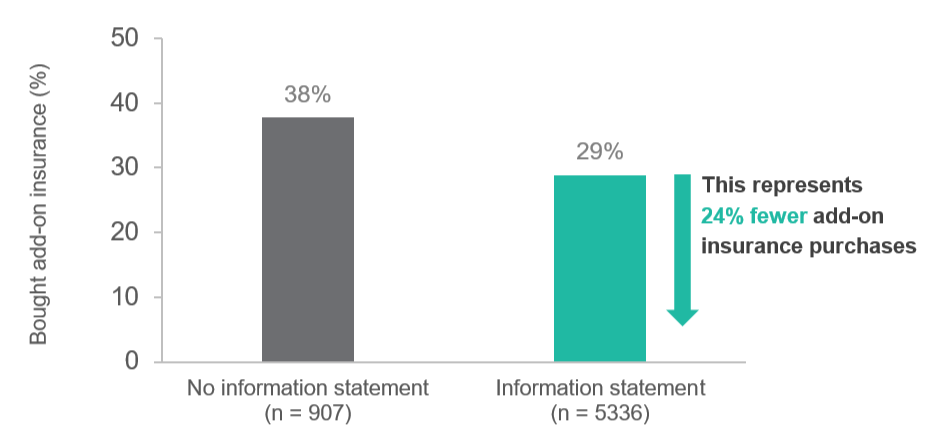 Bought add-on insurance (%)
50
40
30
20
10
0
38%
29%
This represents
24% fewer add-on
insurance purchases
No information statement
(n = 907)
Information statement
(n = 5336)